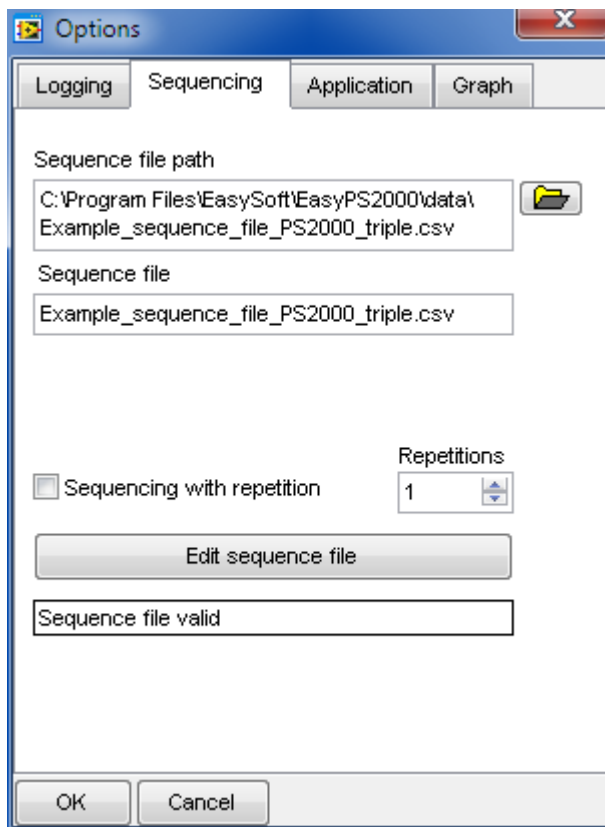 Options
Logging Sequencing Application Graph
Sequence file path
C:\Program Files\EasySoft\EasyPS2000\data\
Example_sequence_file_PS2000_triple.csv
Sequence file
Example_sequence_file_PS2000_triple.csv
Repetitions
Sequencing with repetition 1
Edit sequence file
Sequence file valid
OK Cancel